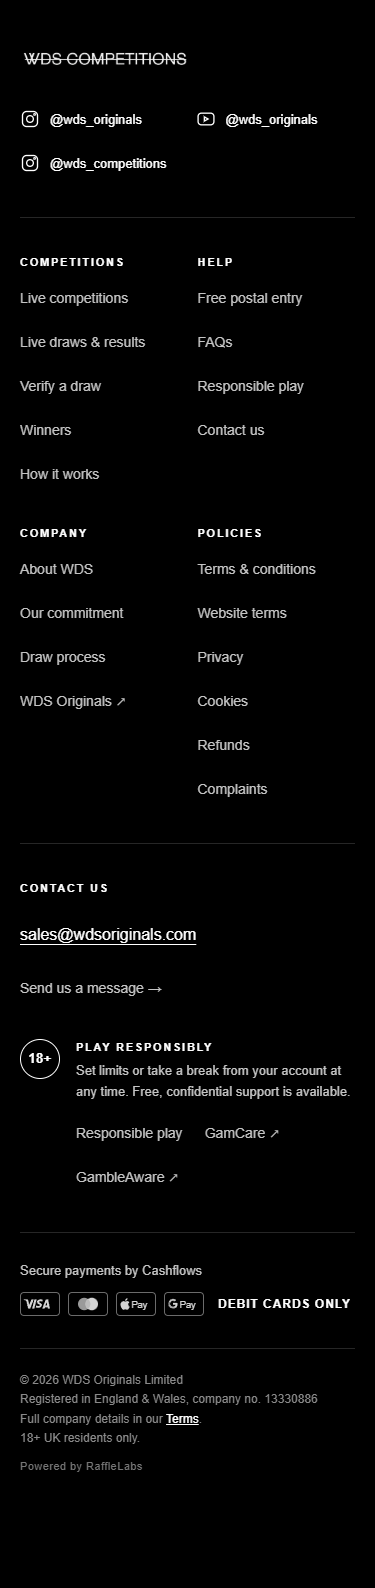 WDS COMPETITIONS
@wds_originals
@wds_originals
@wds_competitions
COMPETITIONS
Live competitions
Live draws & results
Verify a draw
Winners
How it works
HELP
Free postal entry
FAQs
Responsible play
Contact us
COMPANY
About WDS
Our commitment
Draw process
WDS Originals ↗
POLICIES
Terms & conditions
Website terms
Privacy
Cookies
Refunds
Complaints
CONTACT US
sales@wdsoriginals.com
Send us a message →
18+
PLAY RESPONSIBLY
Set limits or take a break from your account at
any time. Free, confidential support is available.
Responsible play GamCare ↗
GambleAware ↗
Secure payments by Cashflows
VISA Pay G Pay DEBIT CARDS ONLY
© 2026 WDS Originals Limited
Registered in England & Wales, company no. 13330886
Full company details in our Terms.
18+ UK residents only.
Powered by RaffleLabs